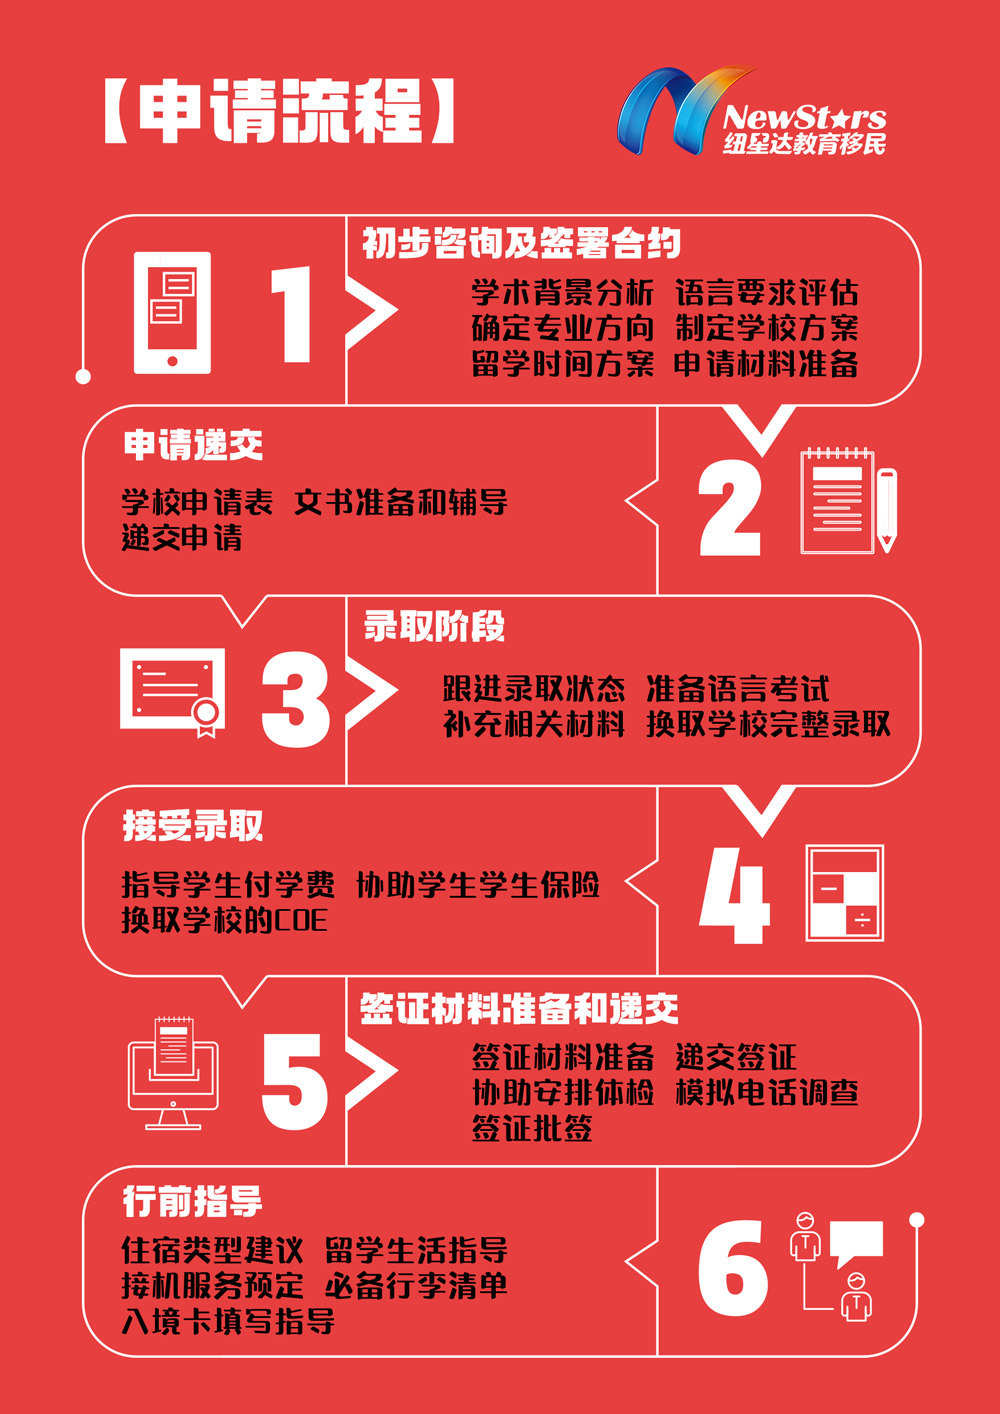 【申请流程】
NewStars
纽星达教育移民
1
初步咨询及签署合约
学术背景分析 语言要求评估
确定专业方向 制定学校方案
留学时间方案 申请材料准备
2
申请递交
学校申请表 文书准备和辅导
递交申请
3
录取阶段
跟进录取状态 准备语言考试
补充相关材料 换取学校完整录取
4
接受录取
指导学生付学费 协助学生学生保险
换取学校的COE
5
签证材料准备和递交
签证材料准备 递交签证
协助安排体检 模拟电话调查
签证批签
6
行前指导
住宿类型建议 留学生活指导
接机服务预定 必备行李清单
入境卡填写指导